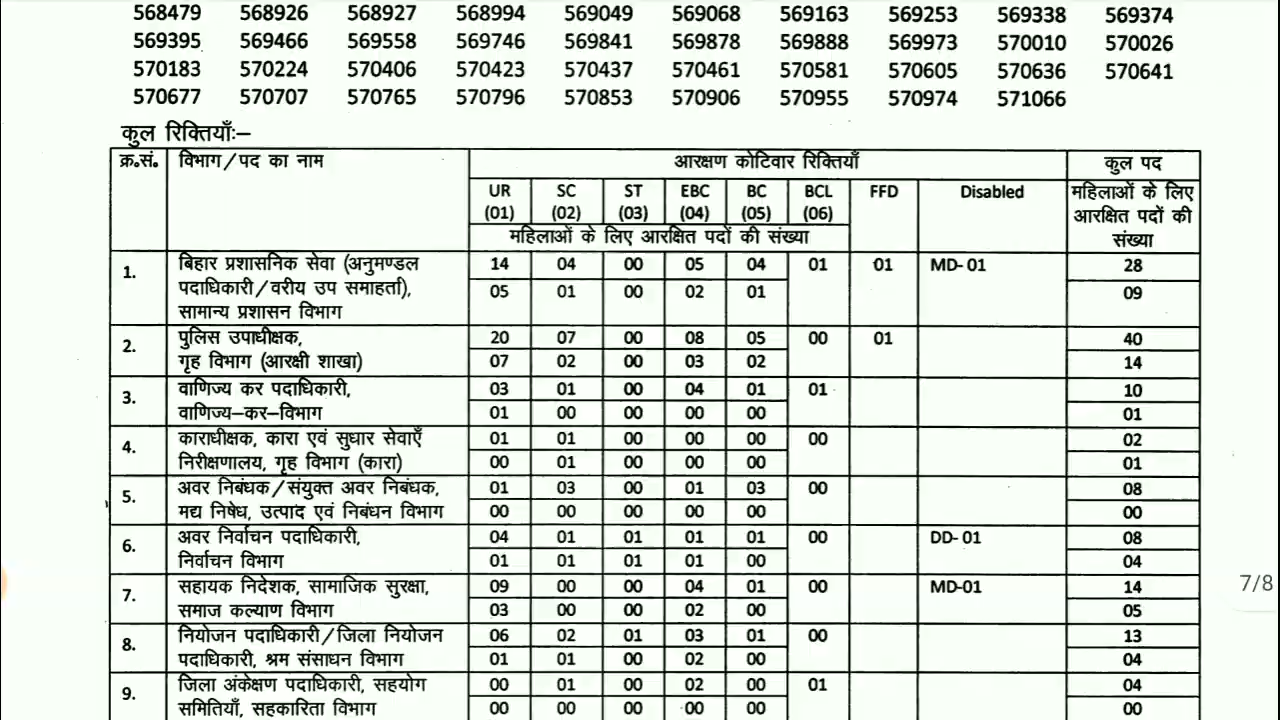 568479 568926 568927 568994 569049 569068 569163 569253 569338 569374
569395 569466 569558 569746 569841 569878 569888 569973 570010 570026
570183 570224 570406 570423 570437 570461 570581 570605 570636 570641
570677 570707 570765 570796 570853 570906 570955 570974 571066
कुल रिक्तियाँ:–
क्र.सं. विभाग/पद का नाम आरक्षण कोटिवार रिक्तियाँ कुल पद
UR SC ST EBC BC BCL FFD Disabled महिलाओं के लिए
(01) (02) (03) (04) (05) (06) आरक्षित पदों की
महिलाओं के लिए आरक्षित पदों की संख्या संख्या
1. बिहार प्रशासनिक सेवा (अनुमण्डल 14 04 00 05 04 01 01 MD- 01 28
पदाधिकारी/वरीय उप समाहर्ता), 05 01 00 02 01 09
सामान्य प्रशासन विभाग
2. पुलिस उपाधीक्षक, 20 07 00 08 05 00 01 40
गृह विभाग (आरक्षी शाखा) 07 02 00 03 02 14
3. वाणिज्य कर पदाधिकारी, 03 01 00 04 01 01 10
वाणिज्य–कर–विभाग 01 00 00 00 00 01
4. काराधीक्षक, कारा एवं सुधार सेवाएँ 01 01 00 00 00 00 02
निरीक्षणालय, गृह विभाग (कारा) 00 01 00 00 00 01
5. अवर निबंधक/संयुक्त अवर निबंधक, 01 03 00 01 03 00 08
मद्य निषेध, उत्पाद एवं निबंधन विभाग 00 00 00 00 00 00
6. अवर निर्वाचन पदाधिकारी, 04 01 01 01 01 00 DD- 01 08
निर्वाचन विभाग 01 01 01 01 00 04
7. सहायक निदेशक, सामाजिक सुरक्षा, 09 00 00 04 01 00 MD-01 14
समाज कल्याण विभाग 03 00 00 02 00 05
8. नियोजन पदाधिकारी/जिला नियोजन 06 02 01 03 01 00 13
पदाधिकारी, श्रम संसाधन विभाग 01 01 00 02 00 04
9. जिला अंकेक्षण पदाधिकारी, सहयोग 00 01 00 02 00 01 04
समितियाँ, सहकारिता विभाग 00 00 00 00 00 00
7/8